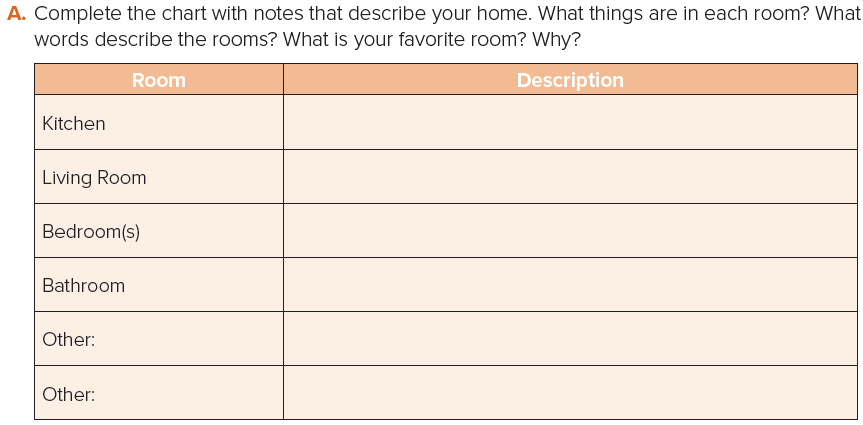 A. Complete the chart with notes that describe your home. What things are in each room? What
words describe the rooms? What is your favorite room? Why?
Room Description
Kitchen
Living Room
Bedroom(s)
Bathroom
Other:
Other: